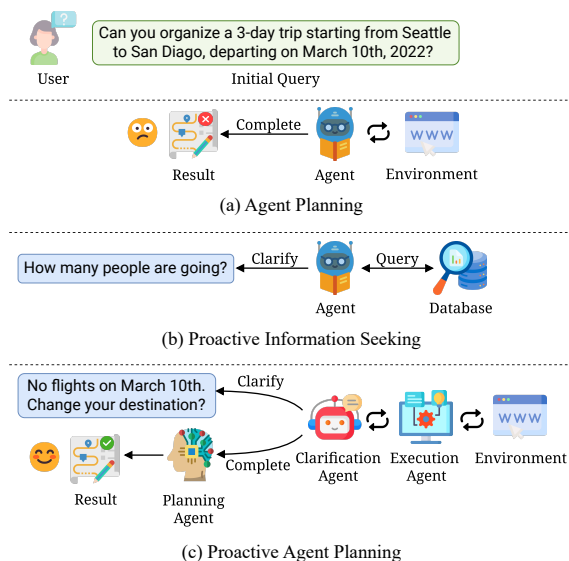 ?
Can you organize a 3-day trip starting from Seattle
to San Diago, departing on March 10th, 2022?
User
Initial Query
Complete
WWW
Result
Agent
Environment
(a) Agent Planning
How many people are going?
Clarify
Query
Agent
Database
(b) Proactive Information Seeking
No flights on March 10th.
Change your destination?
Clarify
WWW
Complete
Clarification
Agent
Execution
Agent
Environment
Result
Planning
Agent
(c) Proactive Agent Planning